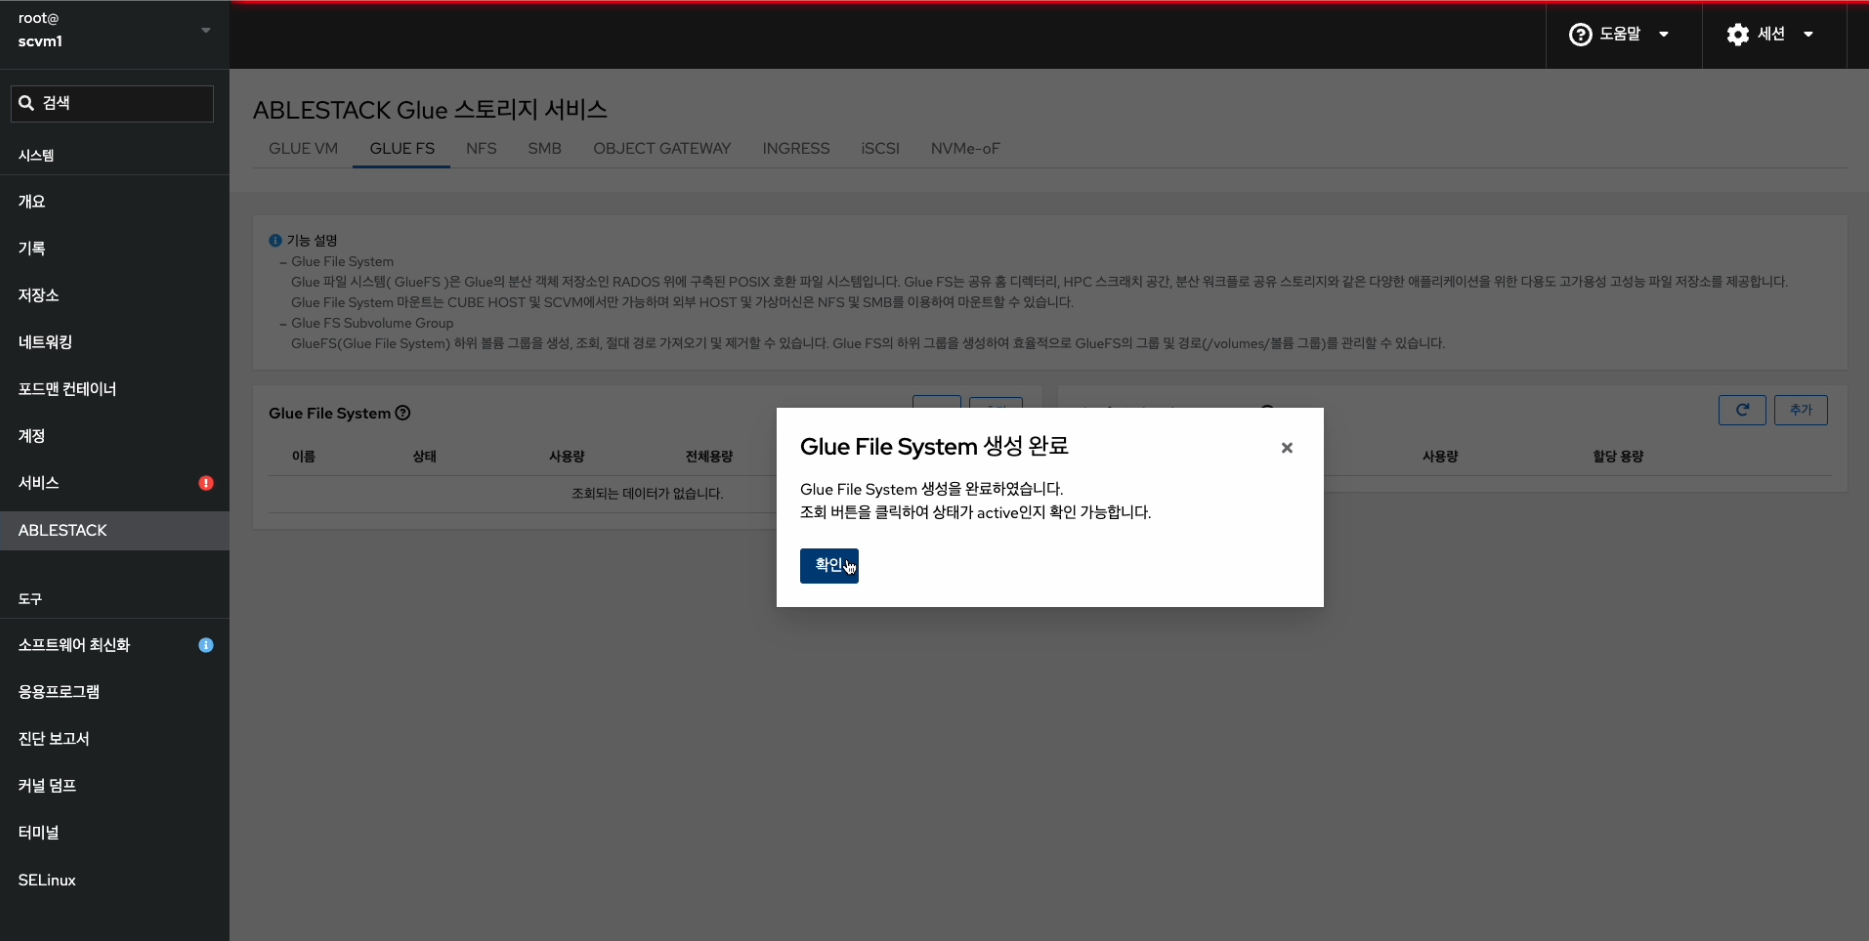 root@
scvm1
도움말
세션
검색
시스템
개요
기록
저장소
네트워킹
포드맨 컨테이너
계정
서비스
ABLESTACK
도구
소프트웨어 최신화
응용프로그램
진단 보고서
커널 덤프
터미널
SELinux
ABLESTACK Glue 스토리지 서비스
GLUE VM GLUE FS NFS SMB OBJECT GATEWAY INGRESS iSCSI NVMe-oF
기능 설명
– Glue File System
Glue 파일 시스템( GlueFS )은 Glue의 분산 객체 저장소인 RADOS 위에 구축된 POSIX 호환 파일 시스템입니다. Glue FS는 공유 홈 디렉터리, HPC 스크래치 공간, 분산 워크플로 공유 스토리지와 같은 다양한 애플리케이션을 위한 다용도 고가용성 고성능 파일 저장소를 제공합니다.
Glue File System 마운트는 CUBE HOST 및 SCVM에서만 가능하며 외부 HOST 및 가상머신은 NFS 및 SMB를 이용하여 마운트할 수 있습니다.
– Glue FS Subvolume Group
GlueFS(Glue File System) 하위 볼륨 그룹을 생성, 조회, 절대 경로 가져오기 및 제거할 수 있습니다. Glue FS의 하위 그룹을 생성하여 효율적으로 GlueFS의 그룹 및 경로(/volumes/볼륨 그룹)를 관리할 수 있습니다.
Glue File System
이름 상태 사용량 전체용량
조회되는 데이터가 없습니다.
추가
사용량 할당 용량
Glue File System 생성 완료
Glue File System 생성을 완료하였습니다.
조회 버튼을 클릭하여 상태가 active인지 확인 가능합니다.
확인